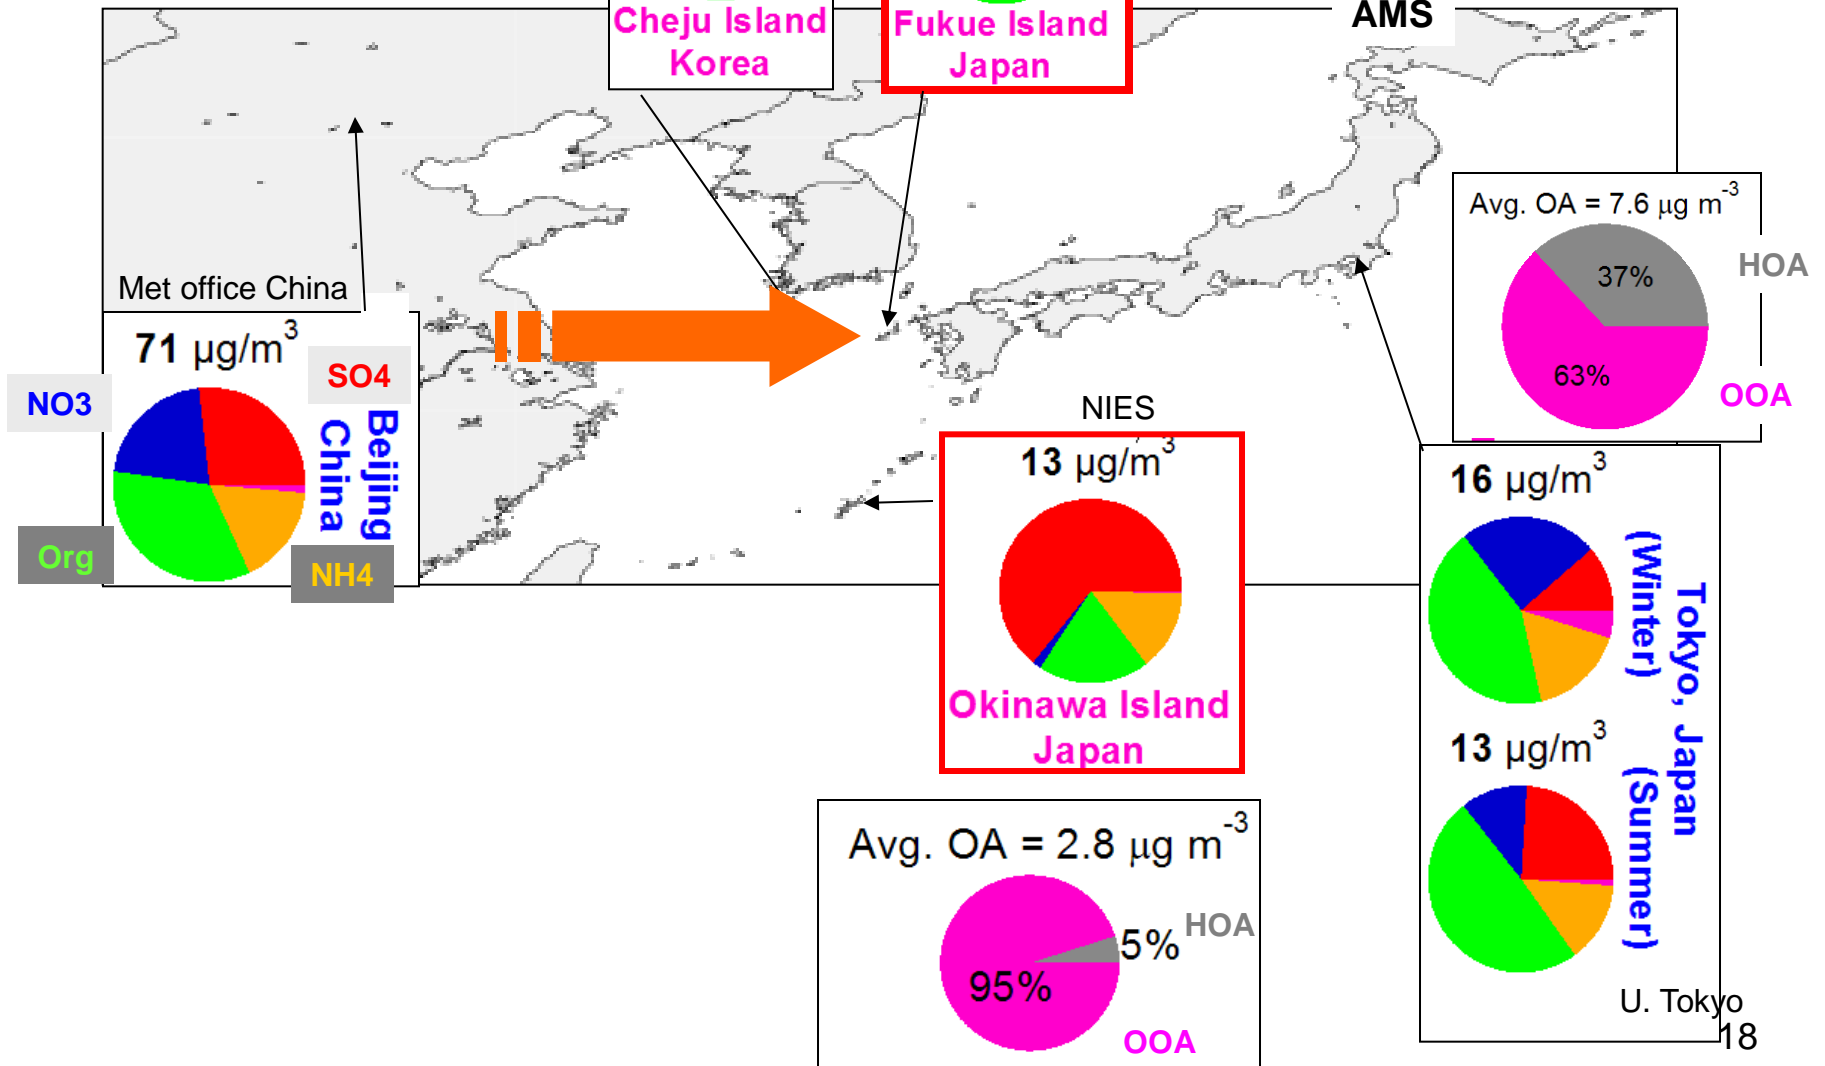 Cheju Island
Korea
Fukue Island
Japan
AMS
Avg. OA = 7.6 µg m-3
37%
HOA
63%
OOA
Met office China
71 µg/m3
SO4
NO3
Beijing
China
Org
NH4
NIES
13 µg/m3
Okinawa Island
Japan
16 µg/m3
Tokyo, Japan
(Winter)
13 µg/m3
(Summer)
U. Tokyo
Avg. OA = 2.8 µg m-3
HOA
5%
95%
OOA
18